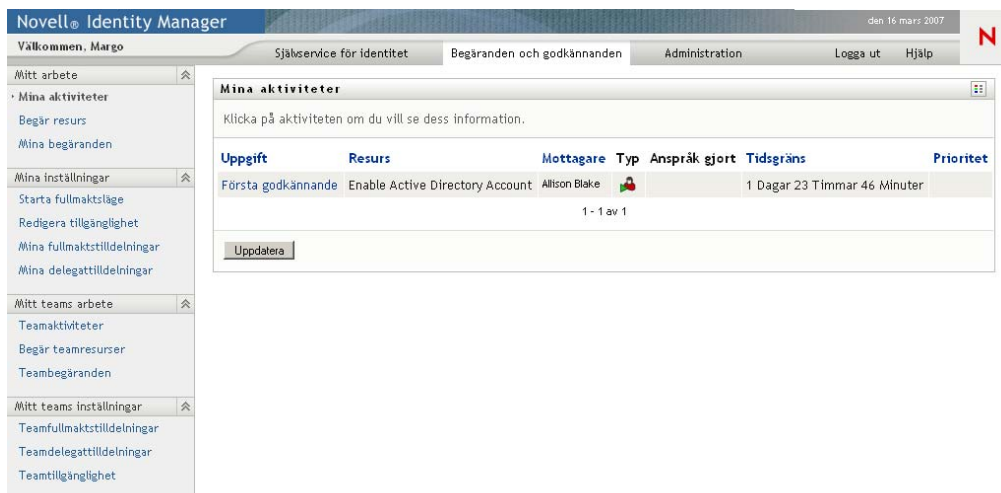 Novell® Identity Manager
den 16 mars 2007
N
Välkommen, Margo
Självservice för identitet
Begäranden och godkännanden
Administration
Logga ut
Hjälp
Mitt arbete
Mina aktiviteter
Begär resurs
Mina begäranden
Mina inställningar
Starta fullmaktsläge
Redigera tillgänglighet
Mina fullmaktstilldelningar
Mina delegattilldelningar
Mitt teams arbete
Teamaktiviteter
Begär teamresurser
Teambegäranden
Mitt teams inställningar
Teamfullmaktstilldelningar
Teamdelegattilldelningar
Teamtillgänglighet
Mina aktiviteter
Klicka på aktiviteten om du vill se dess information.
Uppgift Resurs Mottagare Typ Anspråk gjort Tidsgräns Prioritet
Första godkännande Enable Active Directory Account Allison Blake 1 Dagar 23 Timmar 46 Minuter
1 - 1 av 1
Uppdatera